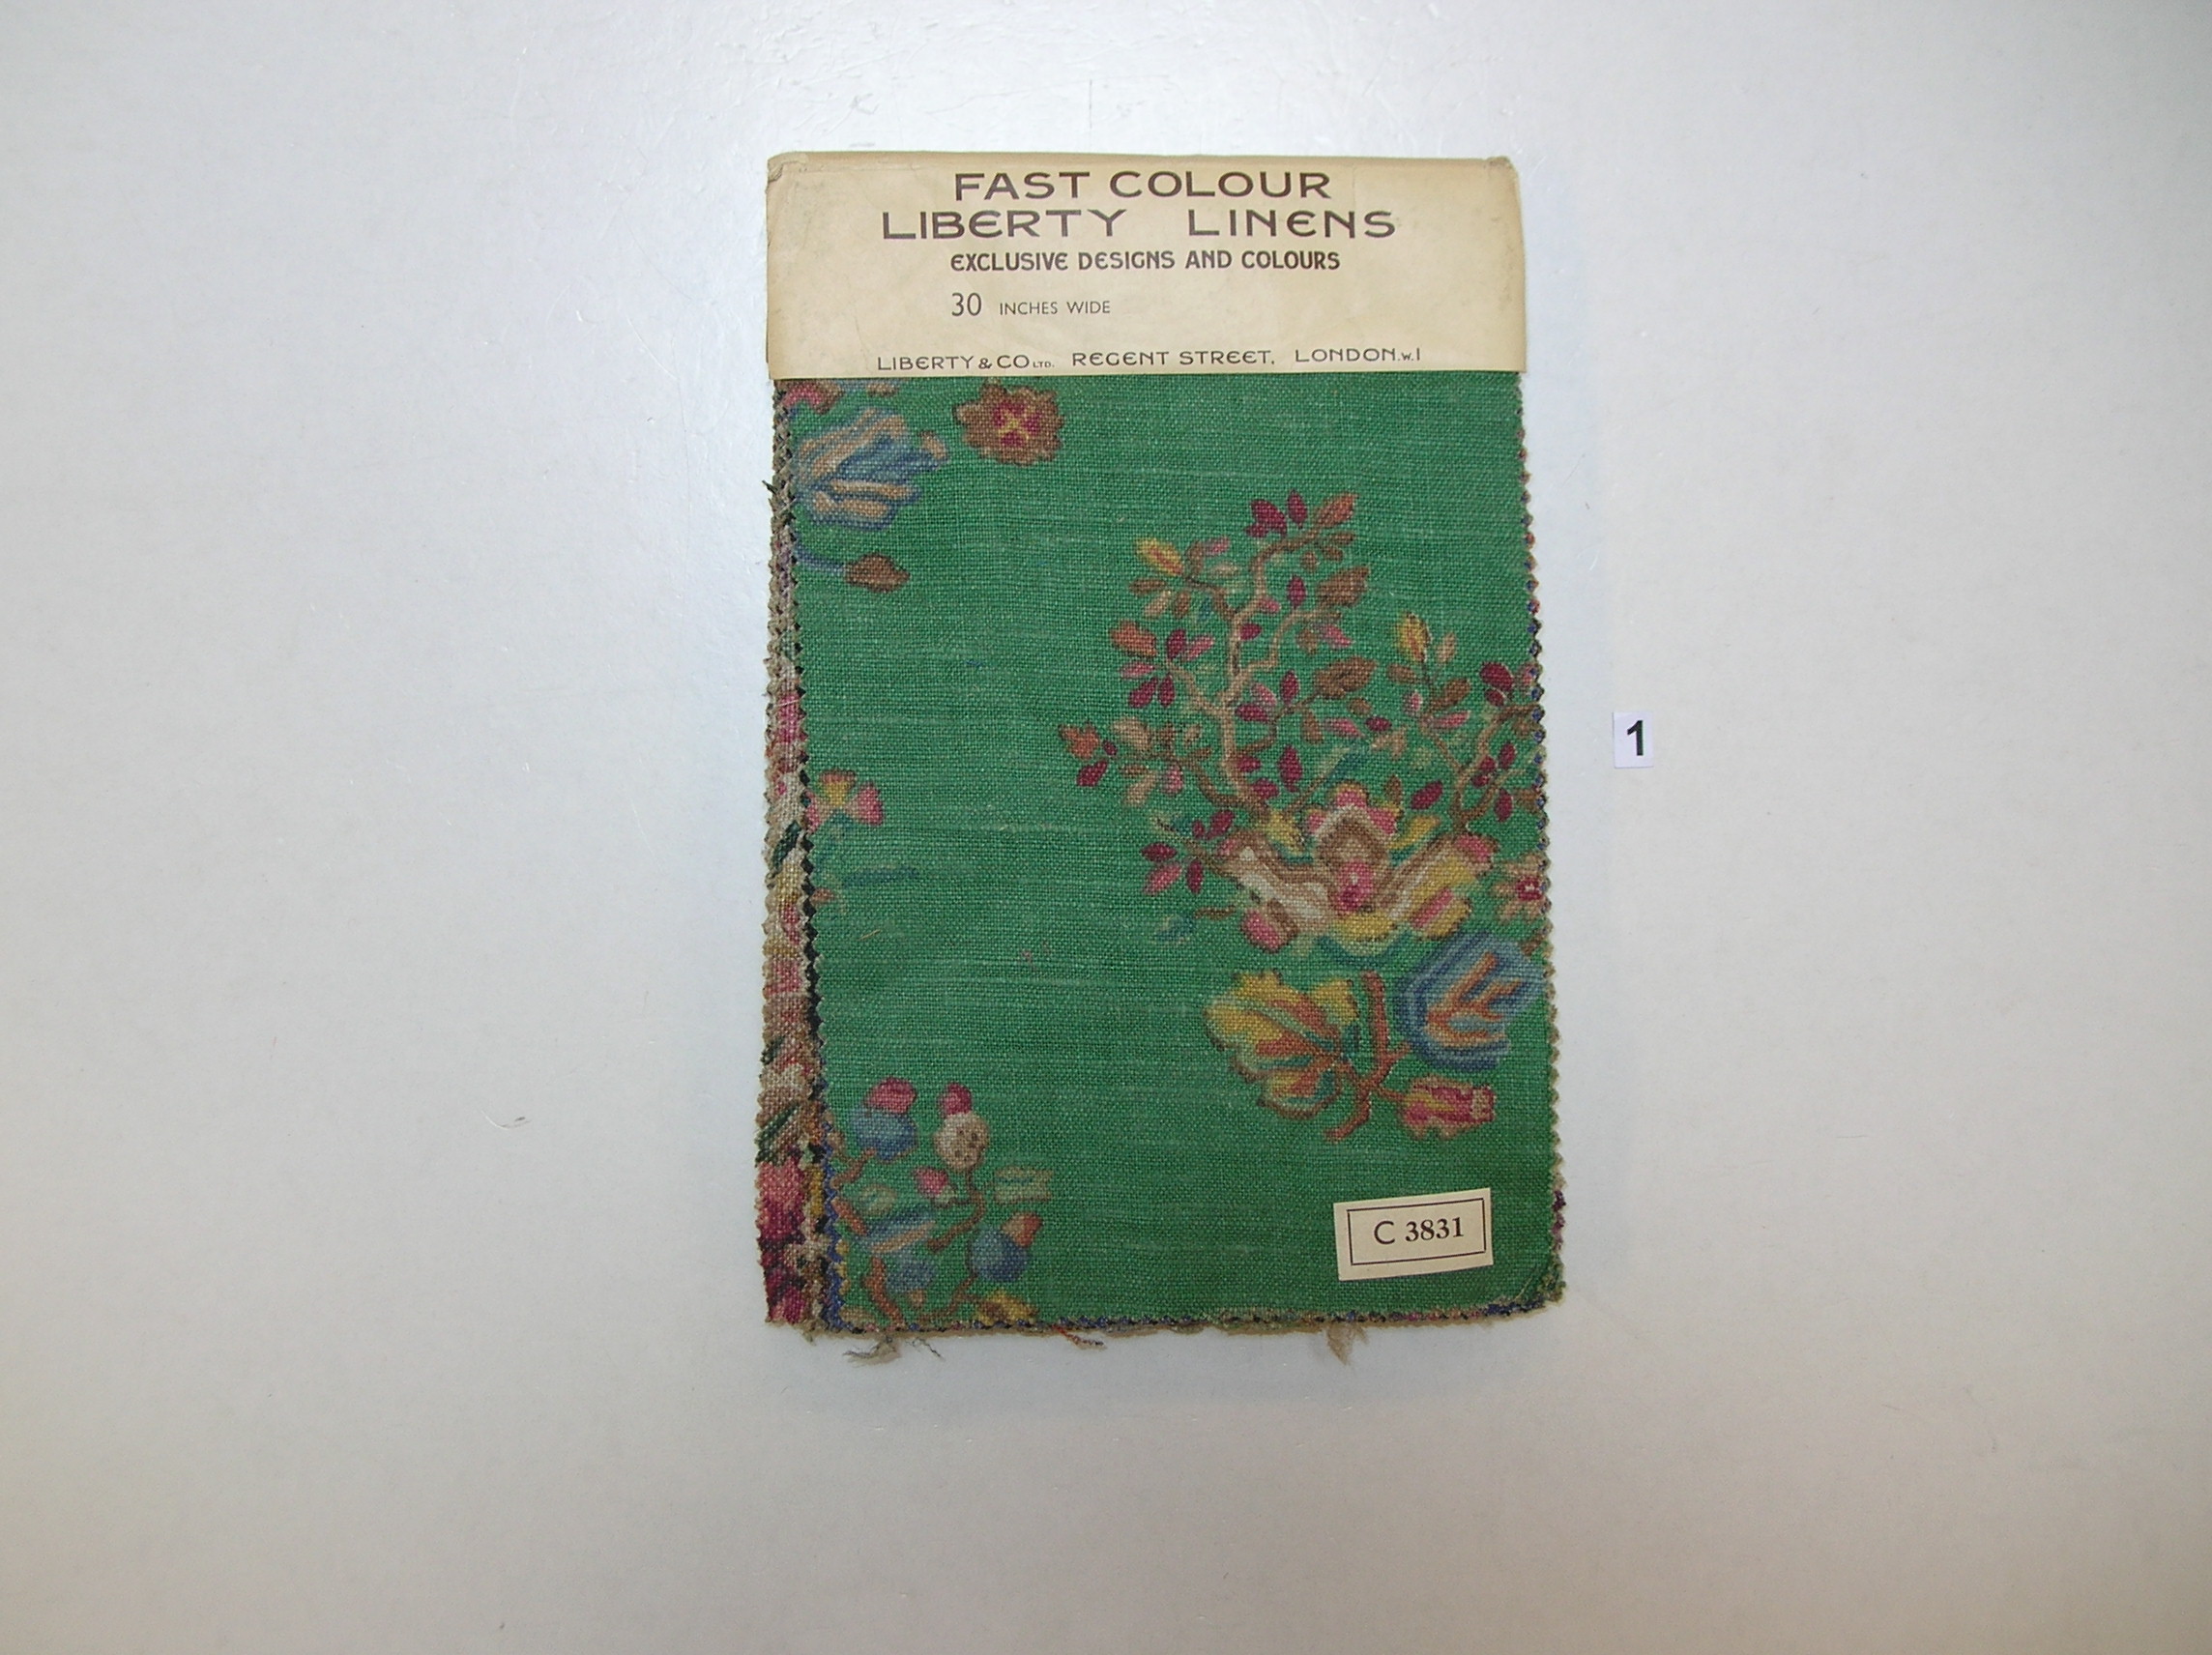 FAST COLOUR
LIBERTY LINENS
EXCLUSIVE DESIGNS AND COLOURS
30 INCHES WIDE
LIBERTY & CO LTD. REGENT STREET. LONDON.W.1
1
C 3831